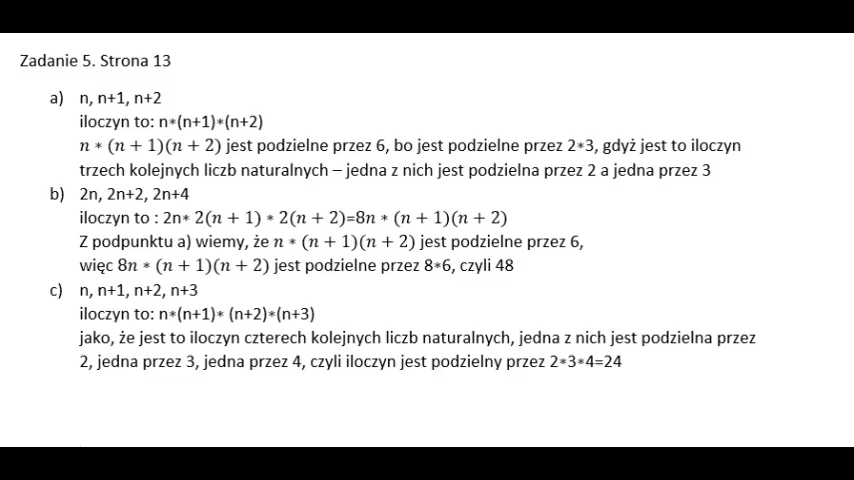 Zadanie 5. Strona 13
a) n, n+1, n+2
iloczyn to: n*(n+1)*(n+2)
n * (n + 1)(n + 2) jest podzielne przez 6, bo jest podzielne przez 2*3, gdyż jest to iloczyn
trzech kolejnych liczb naturalnych – jedna z nich jest podzielna przez 2 a jedna przez 3
b) 2n, 2n+2, 2n+4
iloczyn to : 2n* 2(n + 1) * 2(n + 2)=8n * (n + 1)(n + 2)
Z podpunktu a) wiemy, że n * (n + 1)(n + 2) jest podzielne przez 6,
więc 8n * (n + 1)(n + 2) jest podzielne przez 8*6, czyli 48
c) n, n+1, n+2, n+3
iloczyn to: n*(n+1)* (n+2)*(n+3)
jako, że jest to iloczyn czterech kolejnych liczb naturalnych, jedna z nich jest podzielna przez
2, jedna przez 3, jedna przez 4, czyli iloczyn jest podzielny przez 2*3*4=24